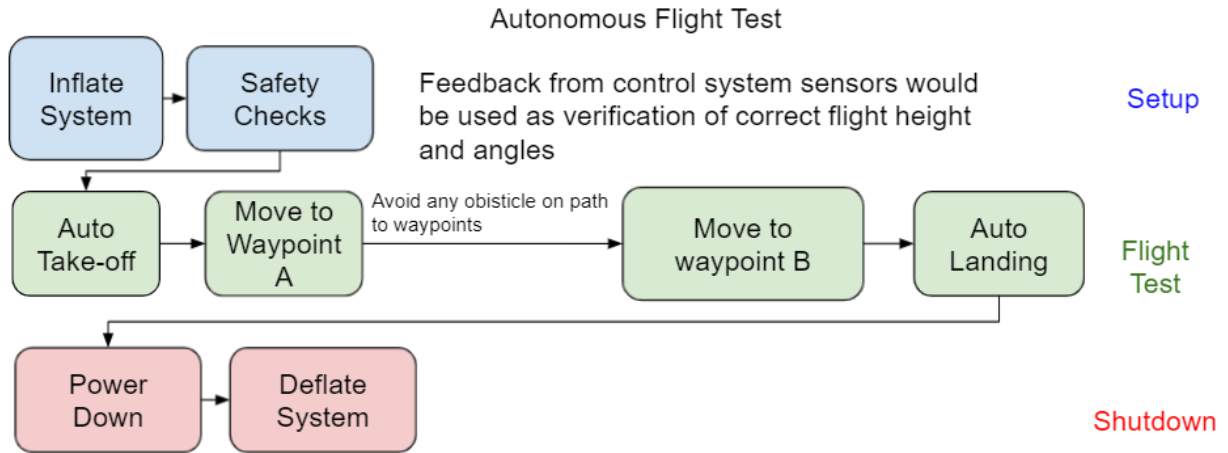 Autonomous Flight Test
Inflate
System
Safety
Checks
Feedback from control system sensors would
be used as verification of correct flight height
and angles
Setup
Auto
Take-off
Move to
Waypoint
A
Avoid any obisticle on path
to waypoints
Move to
waypoint B
Auto
Landing
Flight
Test
Power
Down
Deflate
System
Shutdown